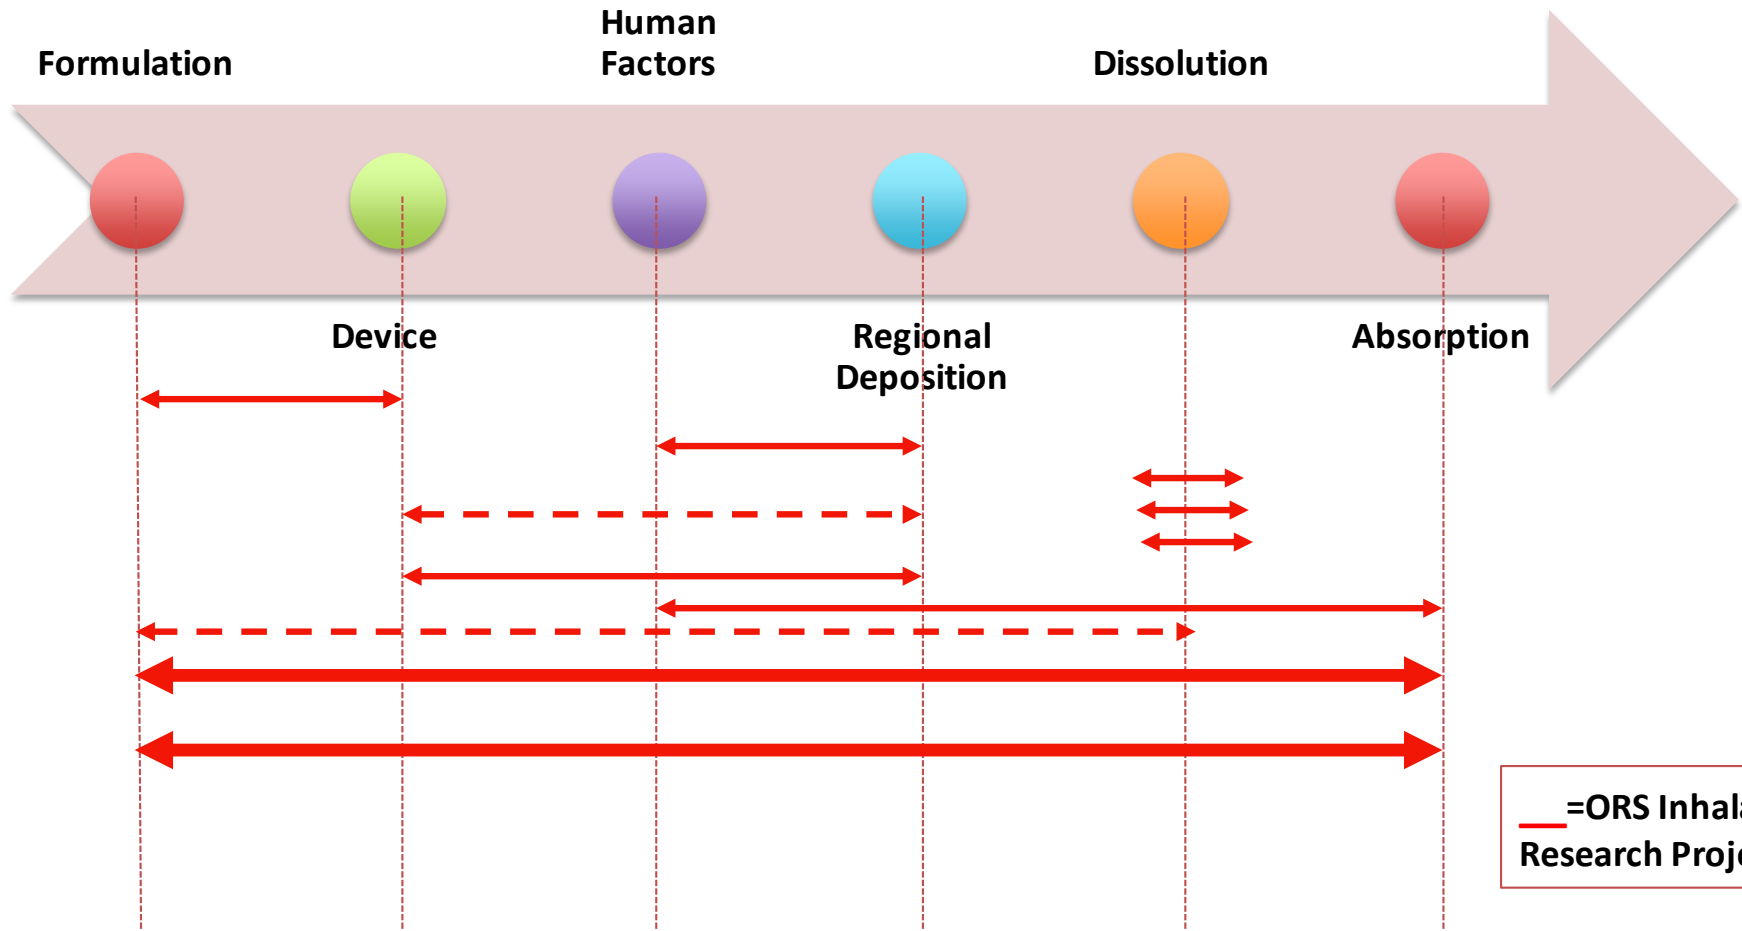 Formulation
Human
Factors
Dissolution
Device
Regional
Deposition
Absorption
=ORS
Research